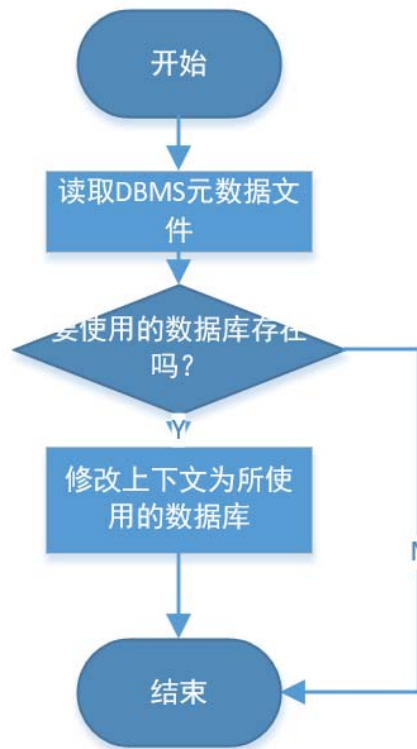 开始
读取DBMS元数据文
件
要使用的数据库存在
吗?
Y
修改上下文为所使
用的数据库
N
结束